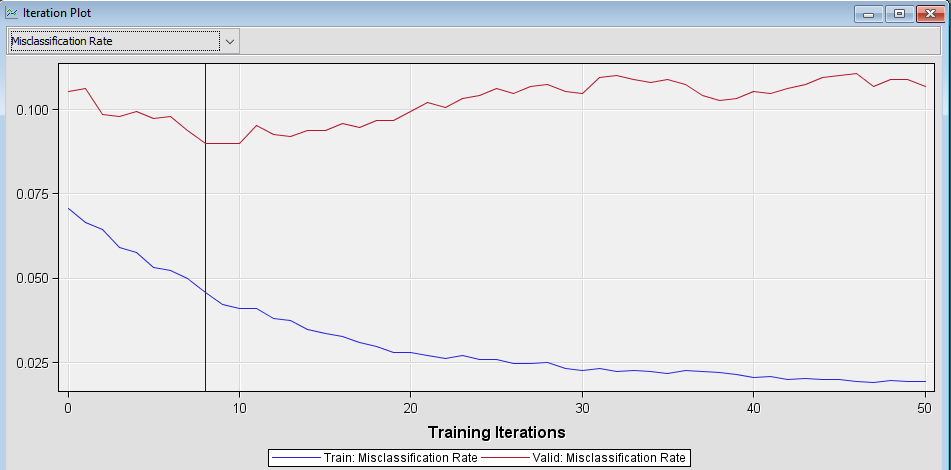 Iteration Plot
Misclassification Rate
0.100
0.075
0.050
0.025
0 10 20 30 40 50
Training Iterations
Train: Misclassification Rate Valid: Misclassification Rate